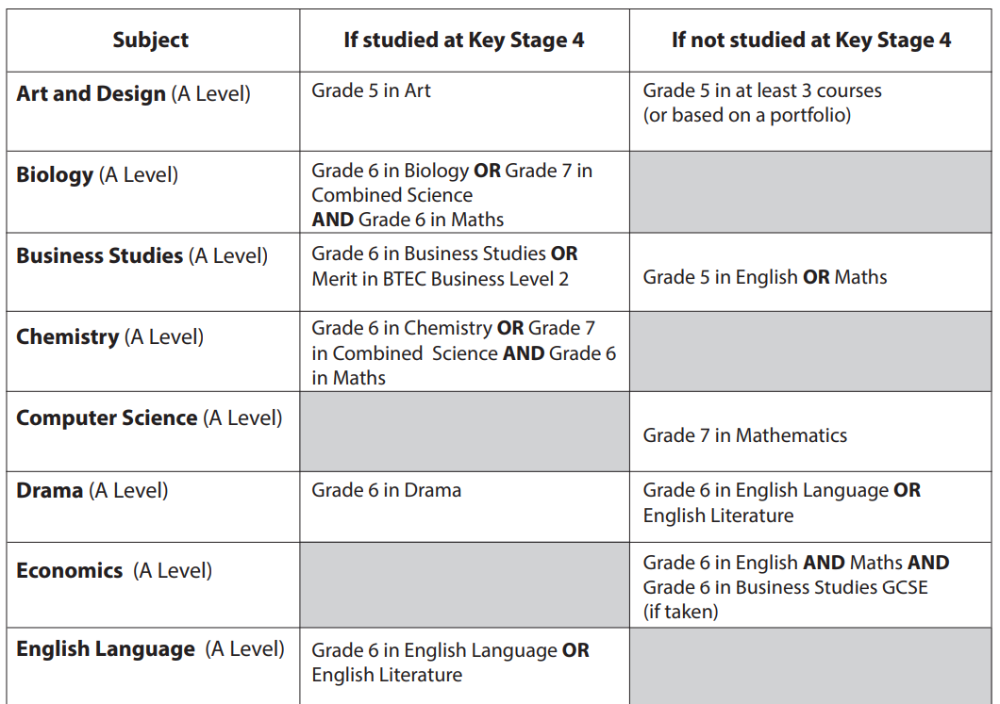 Subject
If studied at Key Stage 4
If not studied at Key Stage 4
Art and Design (A Level)
Grade 5 in Art
Grade 5 in at least 3 courses
(or based on a portfolio)
Biology (A Level)
Grade 6 in Biology OR Grade 7 in
Combined Science
AND Grade 6 in Maths
Business Studies (A Level)
Grade 6 in Business Studies OR
Merit in BTEC Business Level 2
Grade 5 in English OR Maths
Chemistry (A Level)
Grade 6 in Chemistry OR Grade 7
in Combined Science AND Grade 6
in Maths
Computer Science (A Level)
Grade 7 in Mathematics
Drama (A Level)
Grade 6 in Drama
Grade 6 in English Language OR
English Literature
Economics (A Level)
Grade 6 in English AND Maths AND
Grade 6 in Business Studies GCSE
(if taken)
English Language (A Level)
Grade 6 in English Language OR
English Literature